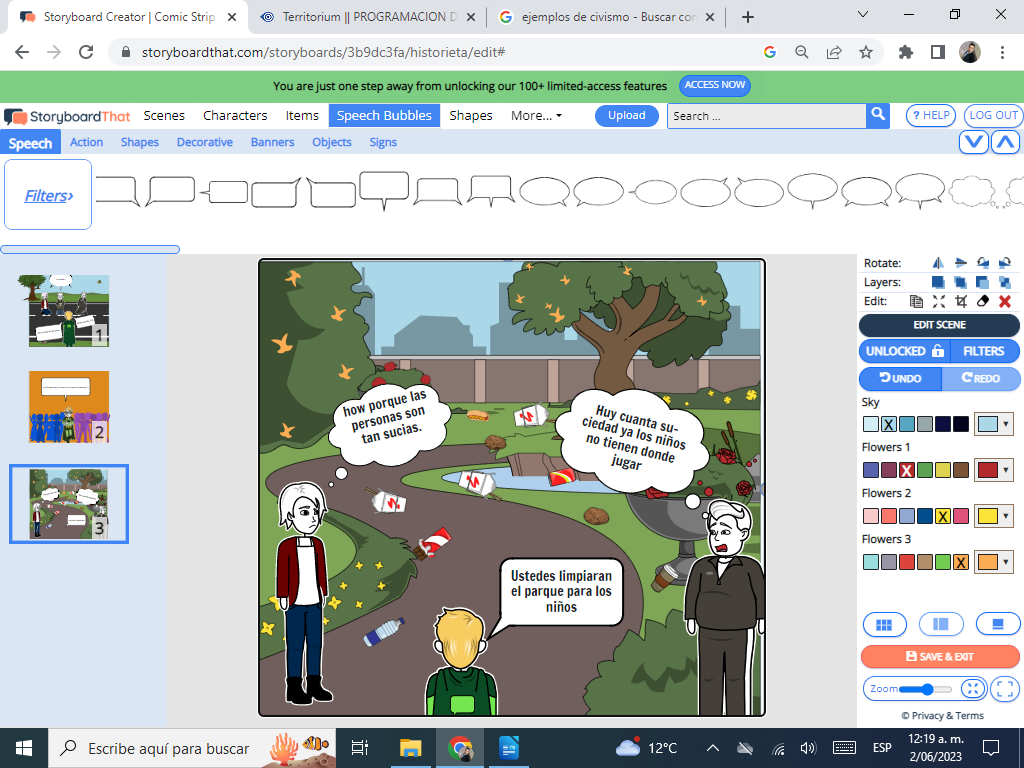 Storyboard Creator | Comic Strip
Territorium || PROGRAMACION D
ejemplos de civismo - Buscar con
storyboardthat.com/storyboards/3b9dc3fa/historieta/edit#
You are just one step away from unlocking our 100+ limited-access features
ACCESS NOW
StoryboardThat
Scenes
Characters
Items
Speech Bubbles
Shapes
More...
Upload
Search ...
? HELP
LOG OUT
Speech
Action
Shapes
Decorative
Banners
Objects
Signs
Filters›
1
2
3
how porque las
personas son
tan sucias.
Huy cuanta su-
ciedad ya los niños
no tienen donde
jugar
Ustedes limpiaran
el parque para los
niños
Rotate:
Layers:
Edit:
EDIT SCENE
UNLOCKED
FILTERS
UNDO
REDO
Sky
X
Flowers 1
X
Flowers 2
X
Flowers 3
X
SAVE & EXIT
Zoom
© Privacy & Terms
Escribe aquí para buscar
12°C
ESP
12:19 a. m.
2/06/2023